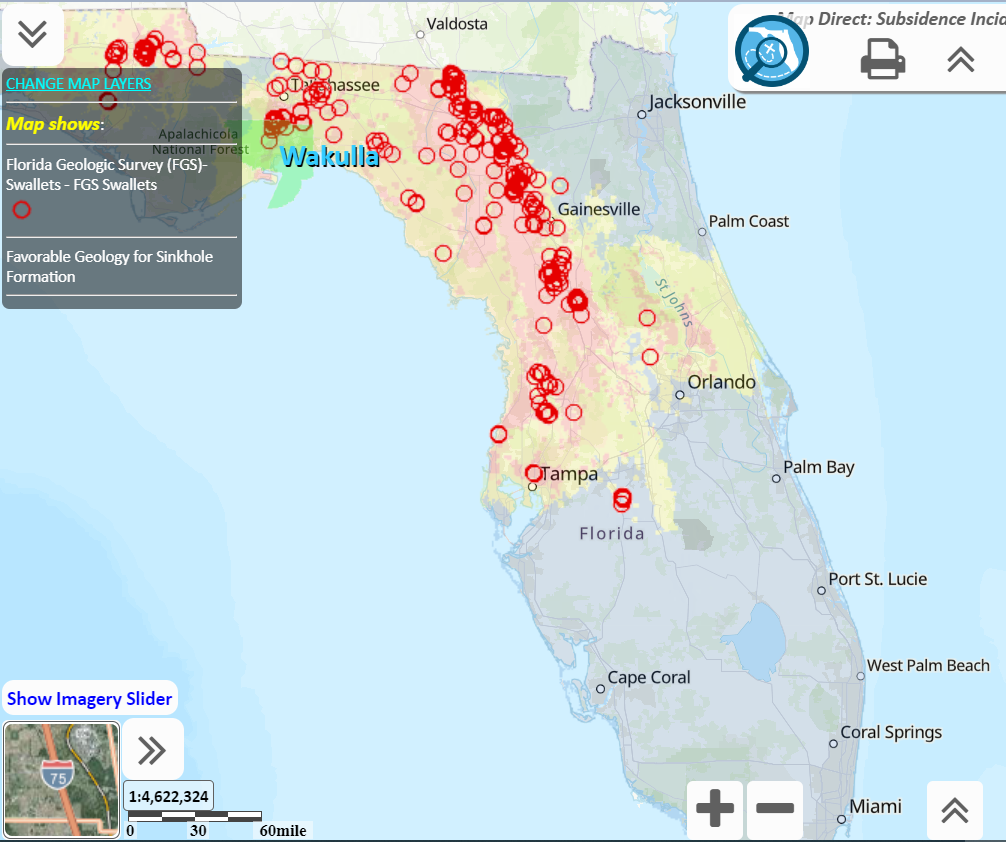 Valdosta
Map Direct: Subsidence Incid
Tallahassee
CHANGE MAP LAYERS
Jacksonville
Map shows:
Apalachicola
National Forest
Wakulla
Florida Geologic Survey (FGS)-
Swallets - FGS Swallets
Gainesville
Palm Coast
Favorable Geology for Sinkhole
Formation
St Johns
Orlando
Tampa
Palm Bay
Florida
Port St. Lucie
West Palm Beach
Cape Coral
Show Imagery Slider
Coral Springs
75
1:4,622,324
Miami
0 30 60mile